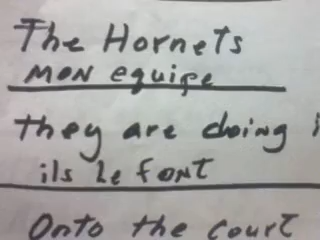 The Hornets
MON equipe
they are doing i
ils le font
Onto the court